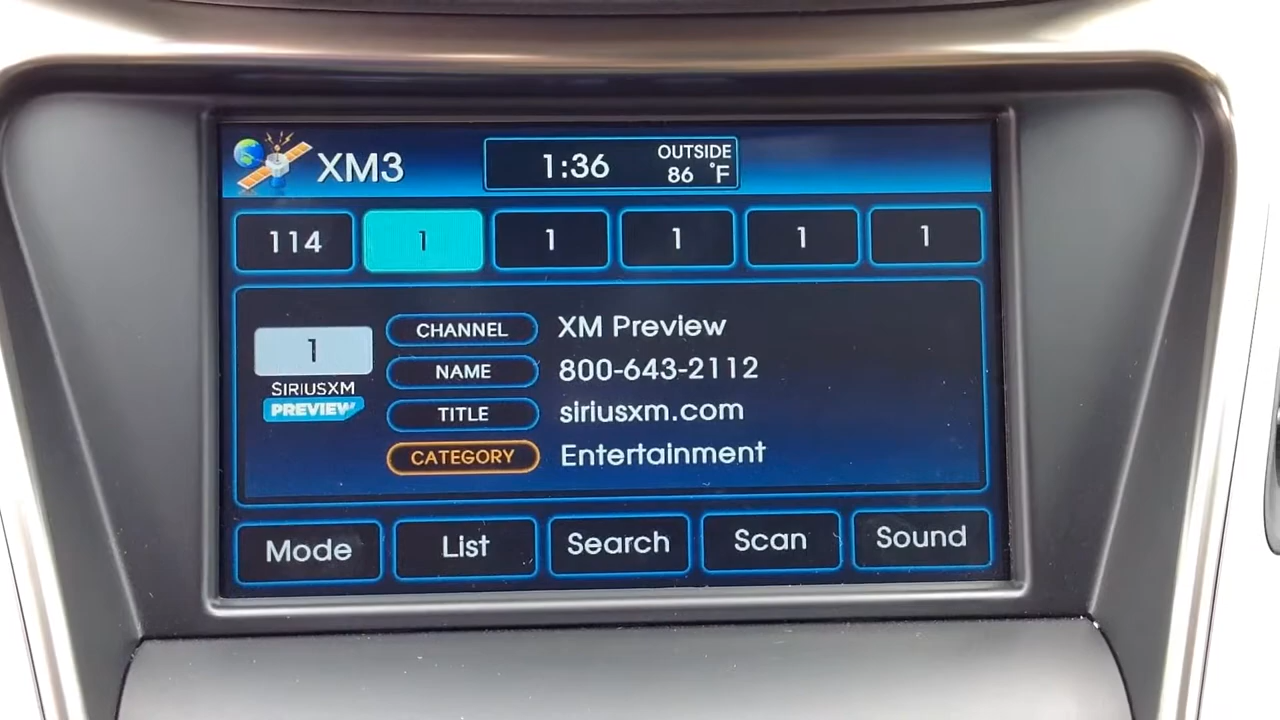 XM3
1:36
OUTSIDE
86 °F
114
1
1
1
1
1
1
SIRIUSXM
PREVIEW
CHANNEL
XM Preview
NAME
800-643-2112
TITLE
siriusxm.com
CATEGORY
Entertainment
Mode
List
Search
Scan
Sound